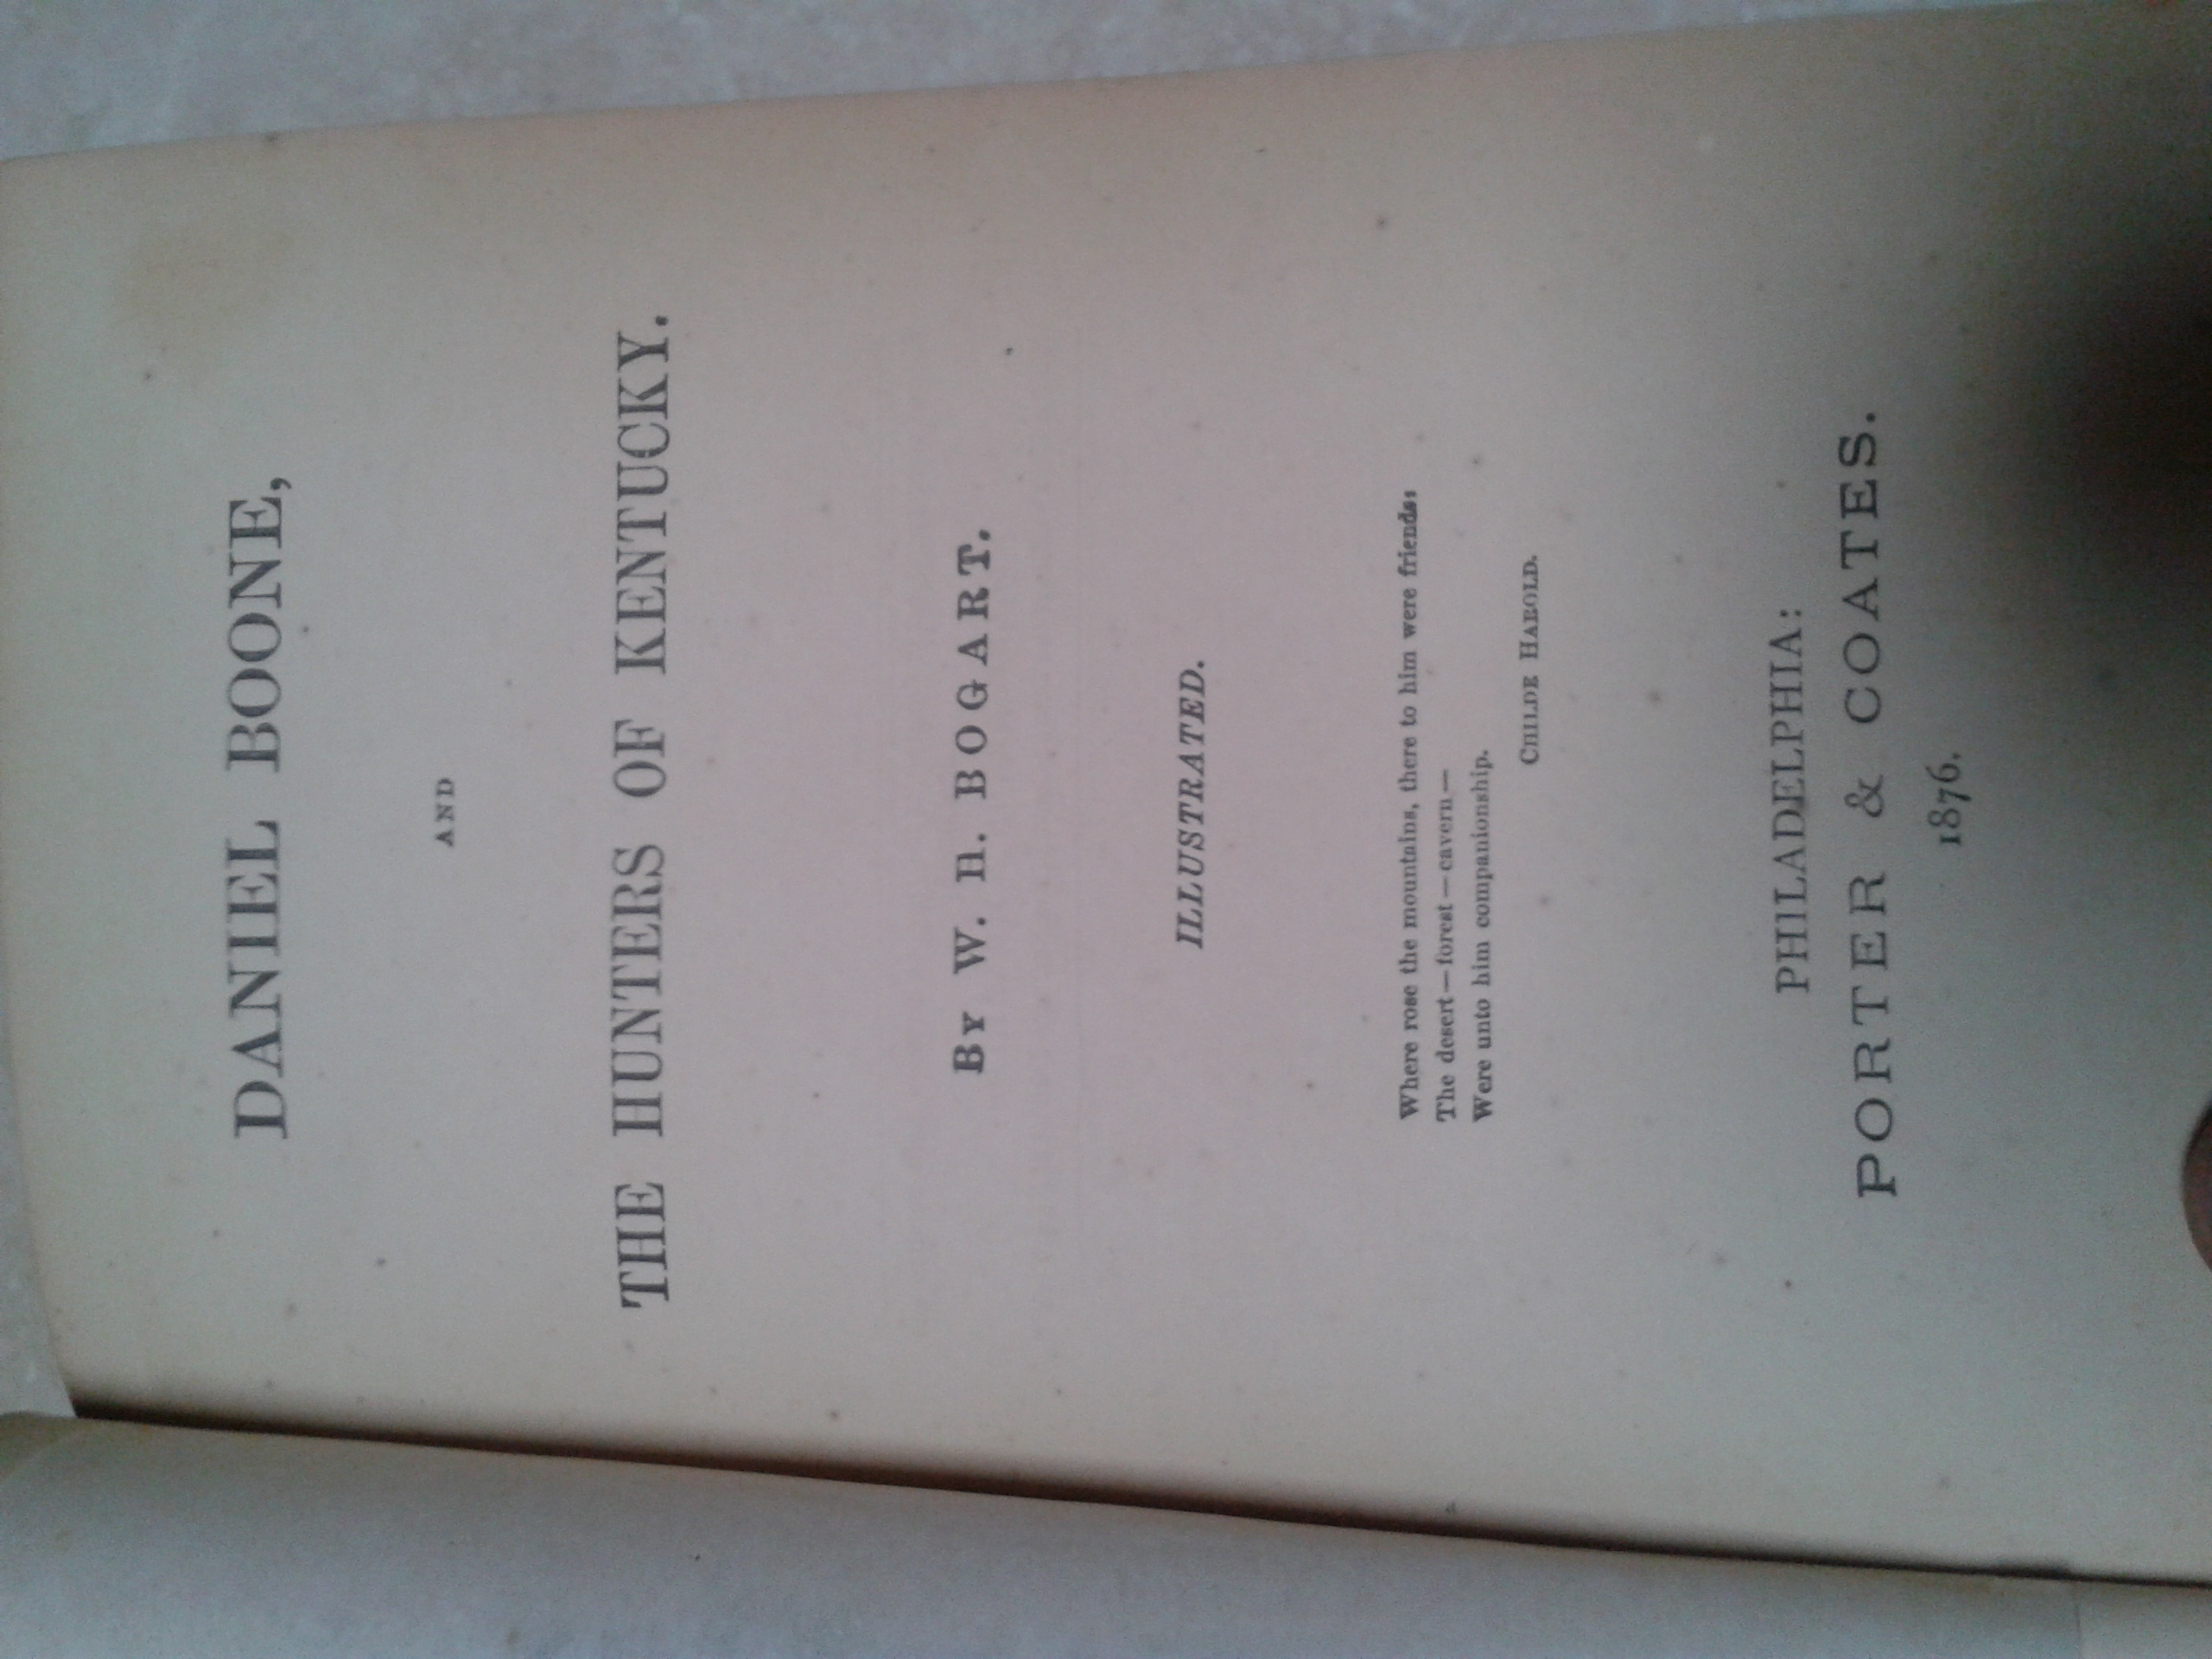 DANIEL BOONE,
AND
THE HUNTERS OF KENTUCKY.
BY W. H. BOGART.
ILLUSTRATED.
Where rose the mountains, there to him were friends;
The desert—forest—cavern—
Were unto him companionship.
CHILDE HAROLD.
PHILADELPHIA:
PORTER & COATES.
1876.